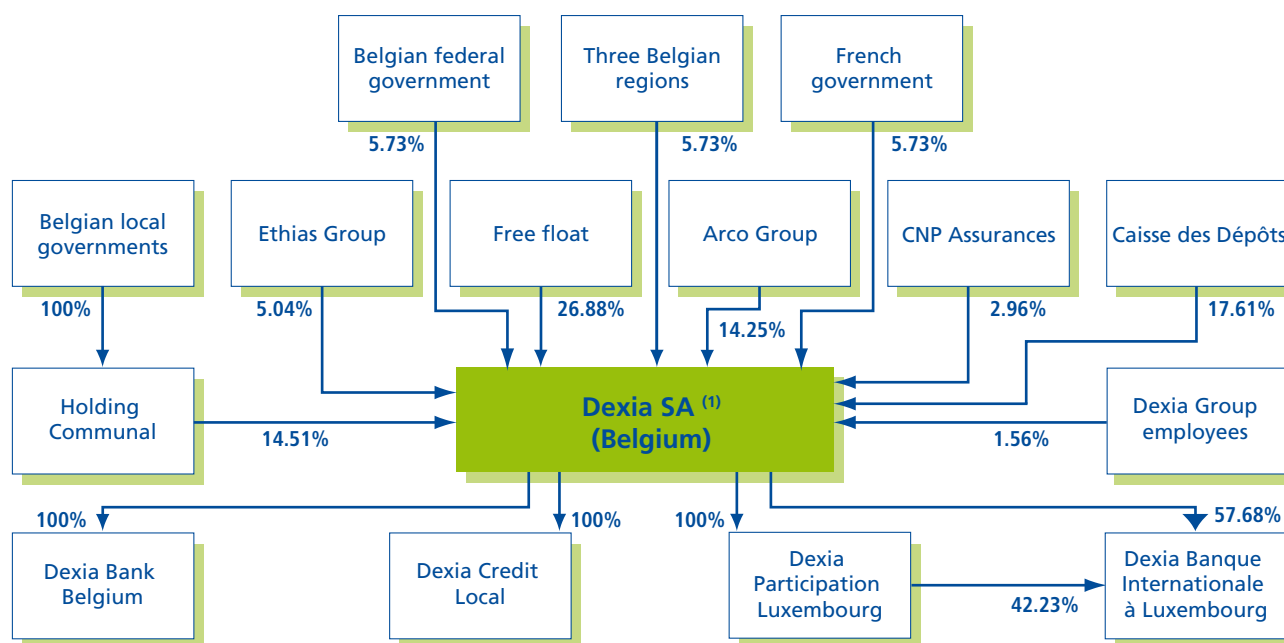 Belgian federal
government
Three Belgian
regions
French
government
5.73%
5.73%
5.73%
Belgian local
governments
Ethias Group
Free float
Arco Group
CNP Assurances
Caisse des Dépôts
100%
5.04%
26.88%
14.25%
2.96%
17.61%
Holding
Communal
14.51%
Dexia SA (1)
(Belgium)
1.56%
Dexia Group
employees
100%
100%
100%
57.68%
Dexia Bank
Belgium
Dexia Credit
Local
Dexia
Participation
Luxembourg
42.23%
Dexia Banque
Internationale
à Luxembourg